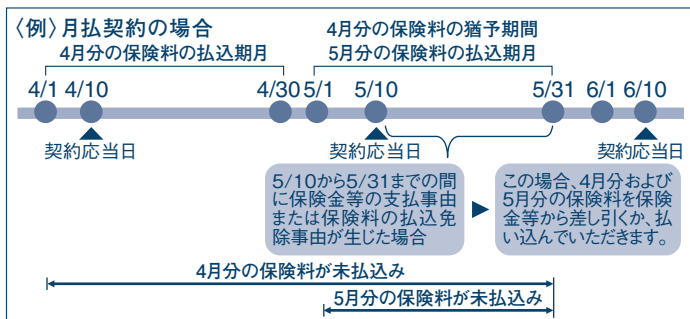 〈例〉月払契約の場合
4月分の保険料の払込期月
4月分の保険料の猶予期間
5月分の保険料の払込期月
4/1 4/10 4/30 5/1 5/10 5/31 6/1 6/10
契約応当日 契約応当日 契約応当日
5/10から5/31までの間
に保険金等の支払事由
または保険料の払込免
除事由が生じた場合
この場合、4月分および
5月分の保険料を保険
金等から差し引くか、払
い込んでいただきます。
4月分の保険料が未払込み
5月分の保険料が未払込み